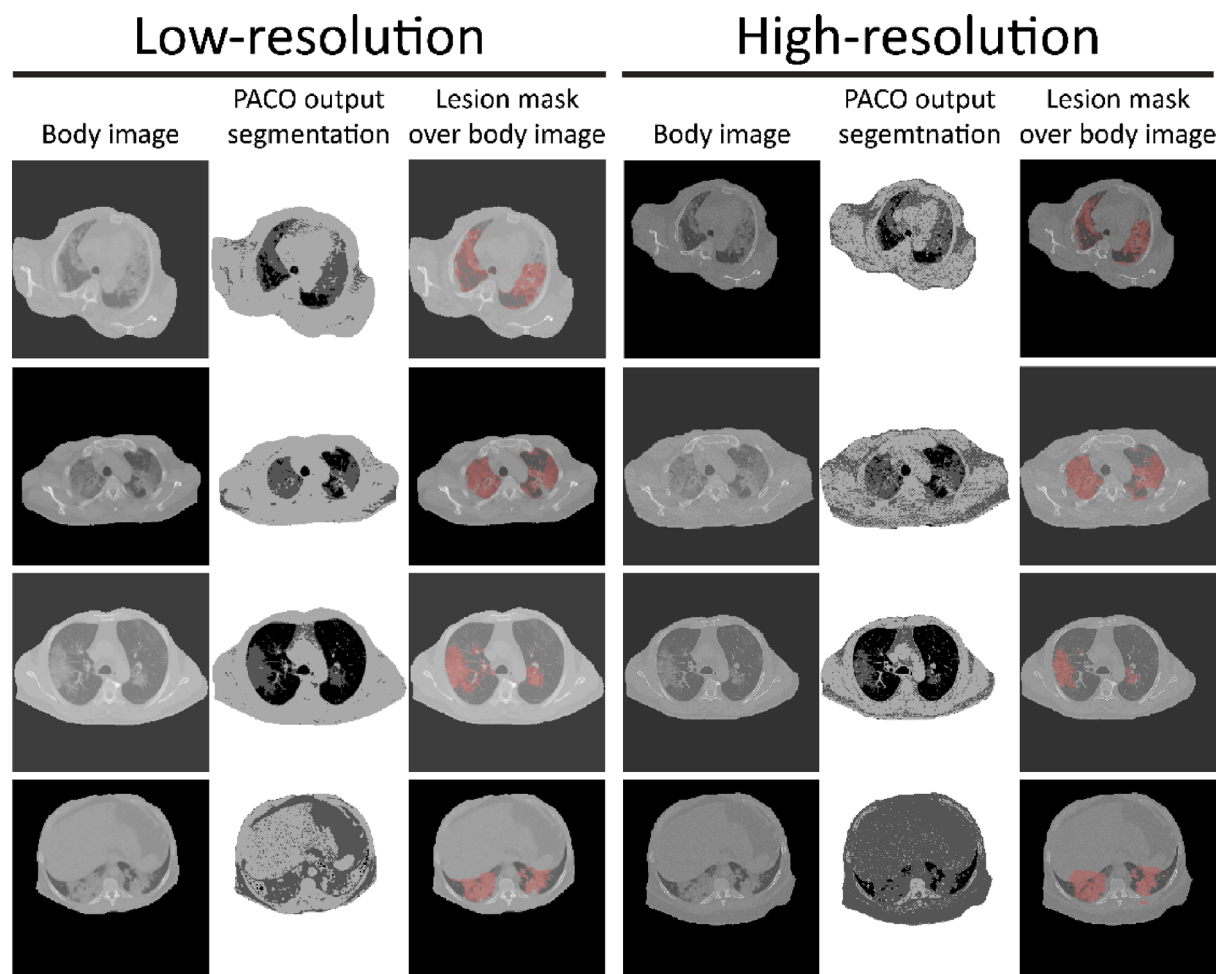 Low-resolution
High-resolution
Body image
PACO output
segmentation
Lesion mask
over body image
Body image
PACO output
segemtnation
Lesion mask
over body image